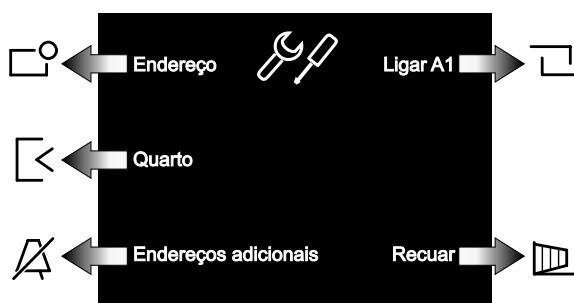 Endereço
Ligar A1
Quarto
Endereços adicionais
Recuar